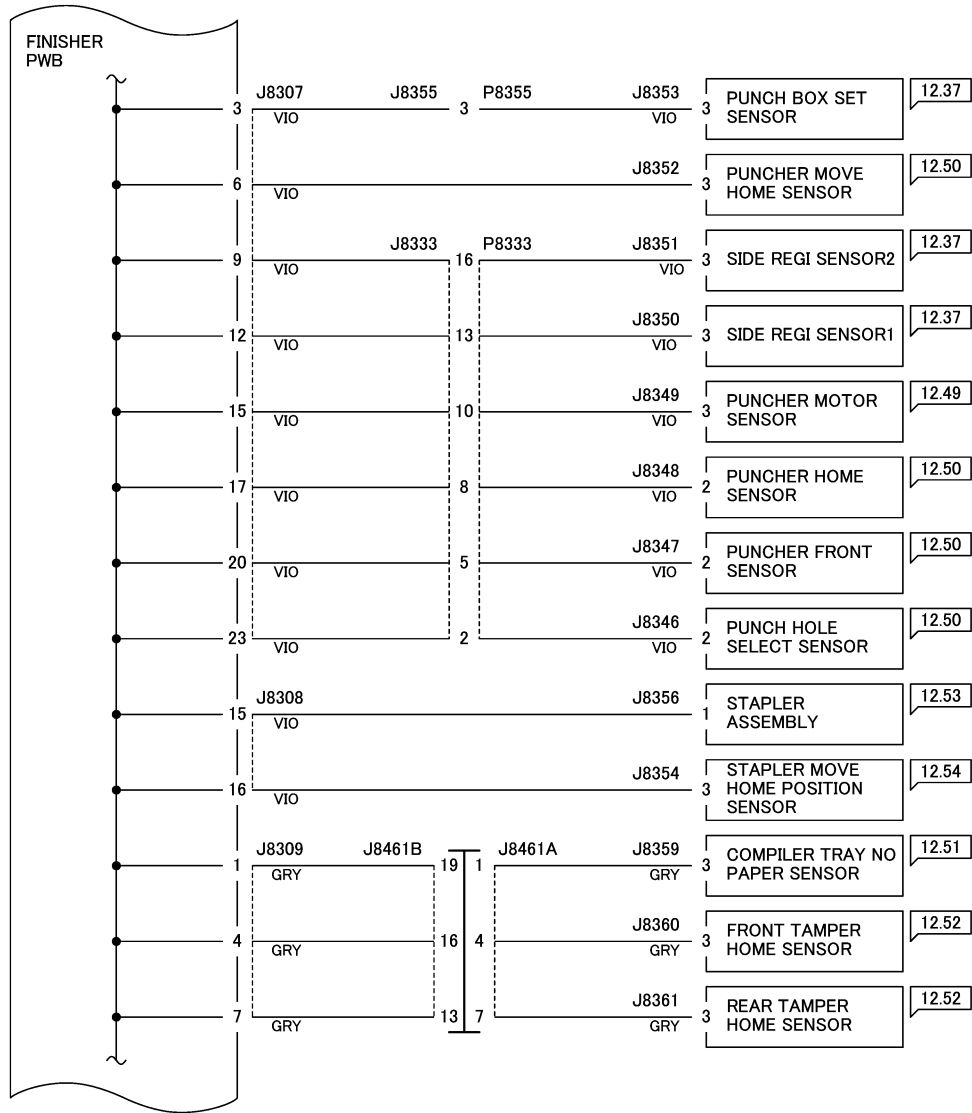 FINISHER
PWB
J8307 J8355 P8355 J8353 12.37
3 VIO 3 VIO 3 PUNCH BOX SET
SENSOR
J8352 12.50
6 VIO 3 PUNCHER MOVE
HOME SENSOR
J8333 P8333 J8351 12.37
9 VIO 16 VIO 3 SIDE REGI SENSOR2
J8350 12.37
12 VIO 13 VIO 3 SIDE REGI SENSOR1
J8349 12.49
15 VIO 10 VIO 3 PUNCHER MOTOR
SENSOR
J8348 12.50
17 VIO 8 VIO 2 PUNCHER HOME
SENSOR
J8347 12.50
20 VIO 5 VIO 2 PUNCHER FRONT
SENSOR
J8346 12.50
23 VIO 2 VIO 2 PUNCH HOLE
SELECT SENSOR
J8308 J8356 12.53
15 VIO 1 STAPLER
ASSEMBLY
J8354 12.54
16 VIO 3 STAPLER MOVE
HOME POSITION
SENSOR
J8309 J8461B J8461A J8359 12.51
1 GRY 19 1 GRY 3 COMPILER TRAY NO
PAPER SENSOR
J8360 12.52
4 GRY 16 4 GRY 3 FRONT TAMPER
HOME SENSOR
J8361 12.52
7 GRY 13 7 GRY 3 REAR TAMPER
HOME SENSOR